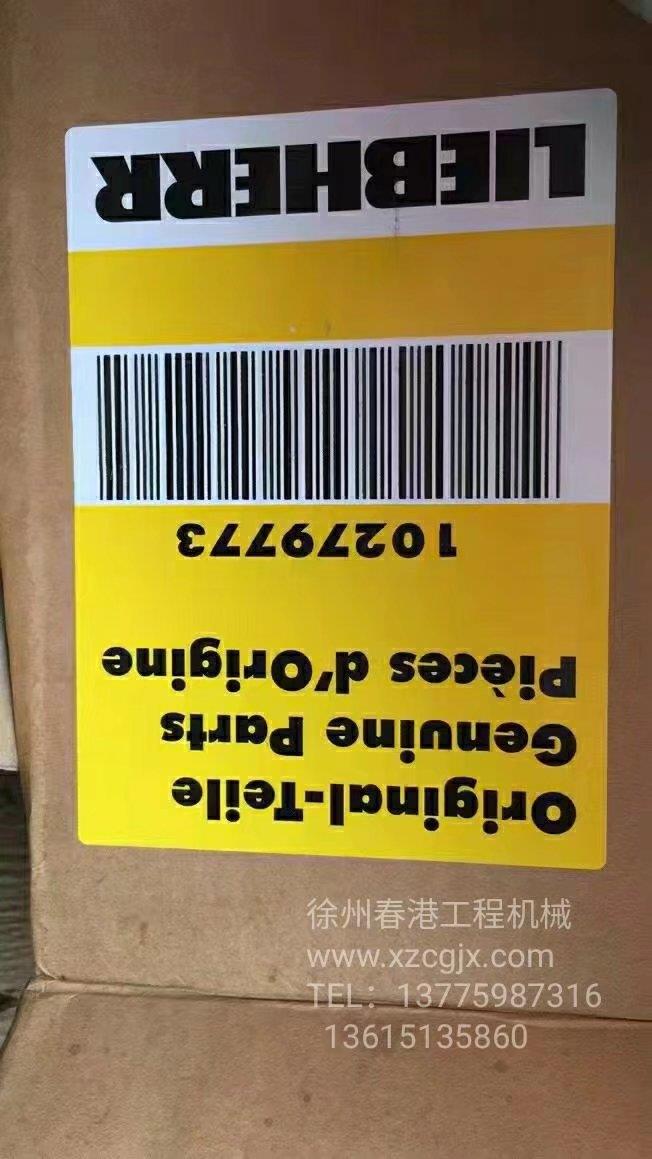 Original-Teile
Genuine Parts
Pièces d'Origine
10279773
LIEBHERR
徐州春港工程机械
www.xzcgjx.com
TEL：13775987316
13615135860